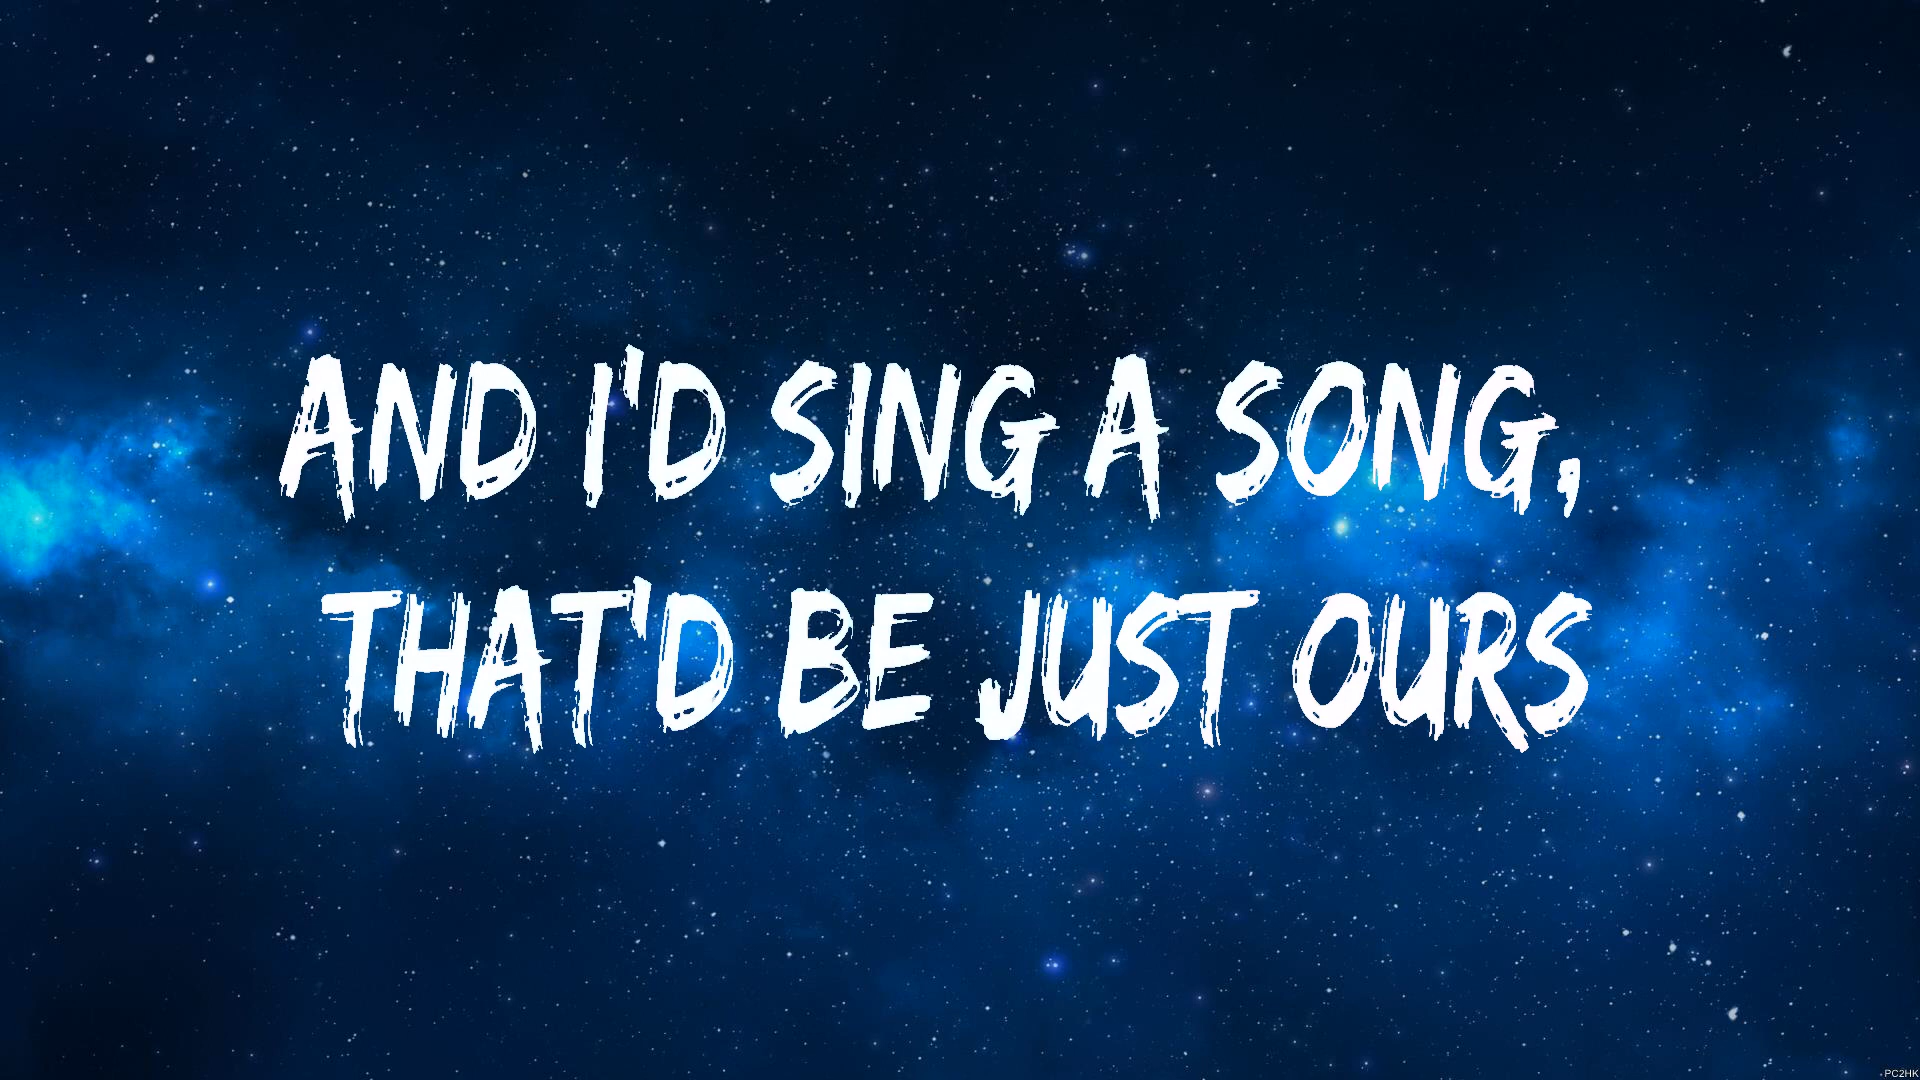 AND I'D SING A SONG,
THAT'D BE JUST OURS
PC2HK